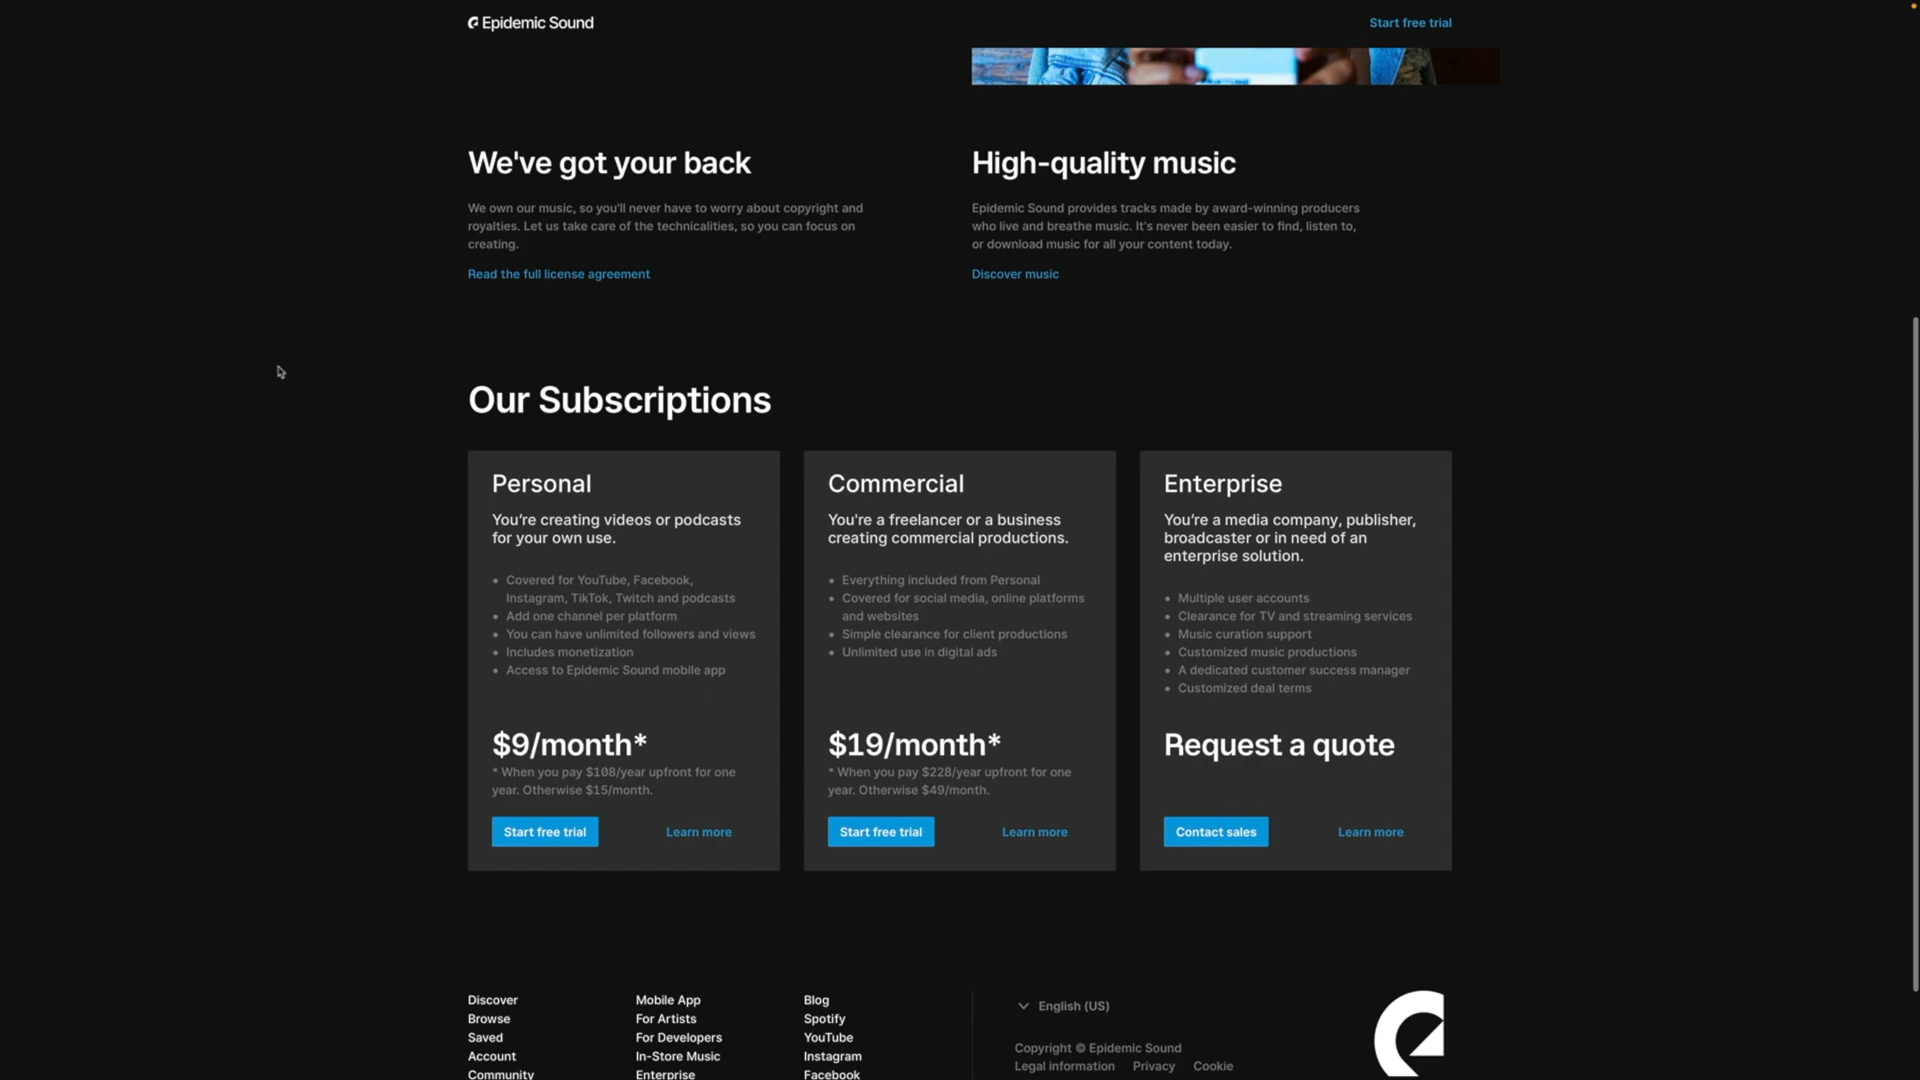 Epidemic Sound
Start free trial
We've got your back
We own our music, so you'll never have to worry about copyright and
royalties. Let us take care of the technicalities, so you can focus on
creating.
Read the full license agreement
High-quality music
Epidemic Sound provides tracks made by award-winning producers
who live and breathe music. It's never been easier to find, listen to,
or download music for all your content today.
Discover music
Our Subscriptions
Personal
You're creating videos or podcasts
for your own use.
• Covered for YouTube, Facebook,
Instagram, TikTok, Twitch and podcasts
• Add one channel per platform
• You can have unlimited followers and views
• Includes monetization
• Access to Epidemic Sound mobile app
$9/month*
* When you pay $108/year upfront for one
year. Otherwise $15/month.
Start free trial
Learn more
Commercial
You're a freelancer or a business
creating commercial productions.
• Everything included from Personal
• Covered for social media, online platforms
and websites
• Simple clearance for client productions
• Unlimited use in digital ads
$19/month*
* When you pay $228/year upfront for one
year. Otherwise $49/month.
Start free trial
Learn more
Enterprise
You're a media company, publisher,
broadcaster or in need of an
enterprise solution.
• Multiple user accounts
• Clearance for TV and streaming services
• Music curation support
• Customized music productions
• A dedicated customer success manager
• Customized deal terms
Request a quote
Contact sales
Learn more
Discover
Browse
Saved
Account
Community
Mobile App
For Artists
For Developers
In-Store Music
Enterprise
Blog
Spotify
YouTube
Instagram
Facebook
English (US)
Copyright © Epidemic Sound
Legal information Privacy Cookie